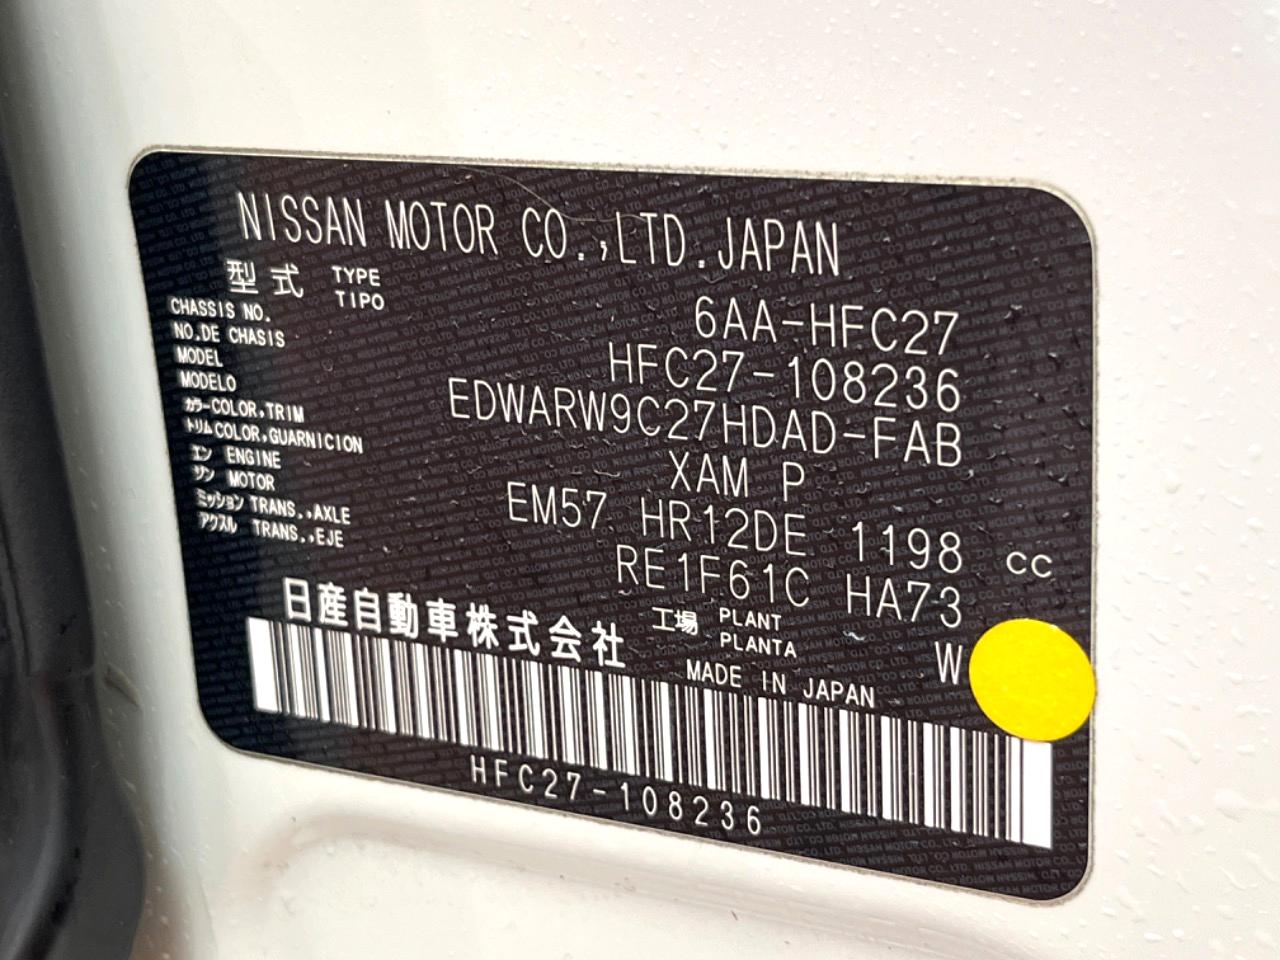 NISSAN MOTOR CO.,LTD.JAPAN
型式 TYPE
TIPO
6AA-HFC27
CHASSIS NO.
NO.DE CHASIS
HFC27-108236
MODEL
MODELO
EDWARW9C27HDAD-FAB
カラー COLOR,TRIM
トリム COLOR,GUARNICION
XAM P
エン ENGINE
ジン MOTOR
EM57 HR12DE 1198 CC
ミッション TRANS.,AXLE
アクスル TRANS.,EJE
RE1F61C HA73
日産自動車株式会社
工場 PLANT
PLANTA
W
MADE IN JAPAN
HFC27-108236